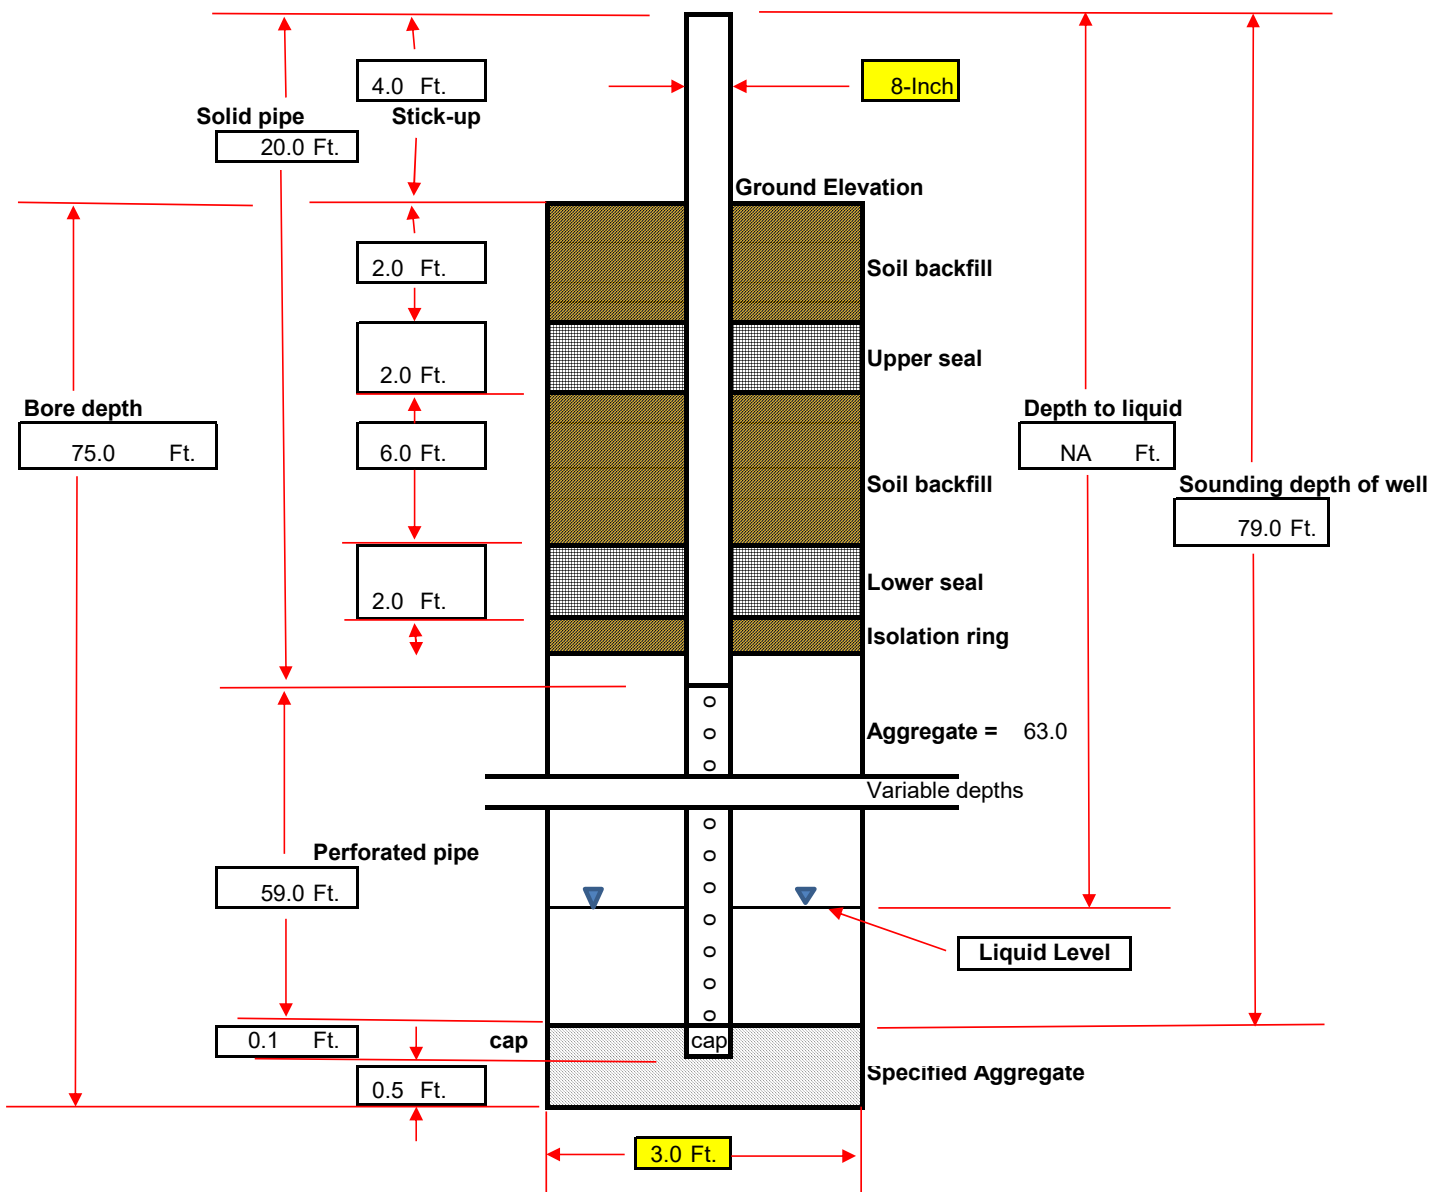 4.0 Ft.
8-Inch
Solid pipe
Stick-up
20.0 Ft.
Ground Elevation
2.0 Ft.
Soil backfill
2.0 Ft.
Upper seal
Bore depth
75.0 Ft.
6.0 Ft.
Depth to liquid
NA Ft.
Soil backfill
Sounding depth of well
79.0 Ft.
2.0 Ft.
Lower seal
Isolation ring
Aggregate = 63.0
Variable depths
Perforated pipe
59.0 Ft.
Liquid Level
0.1 Ft.
cap
cap
Specified Aggregate
0.5 Ft.
3.0 Ft.